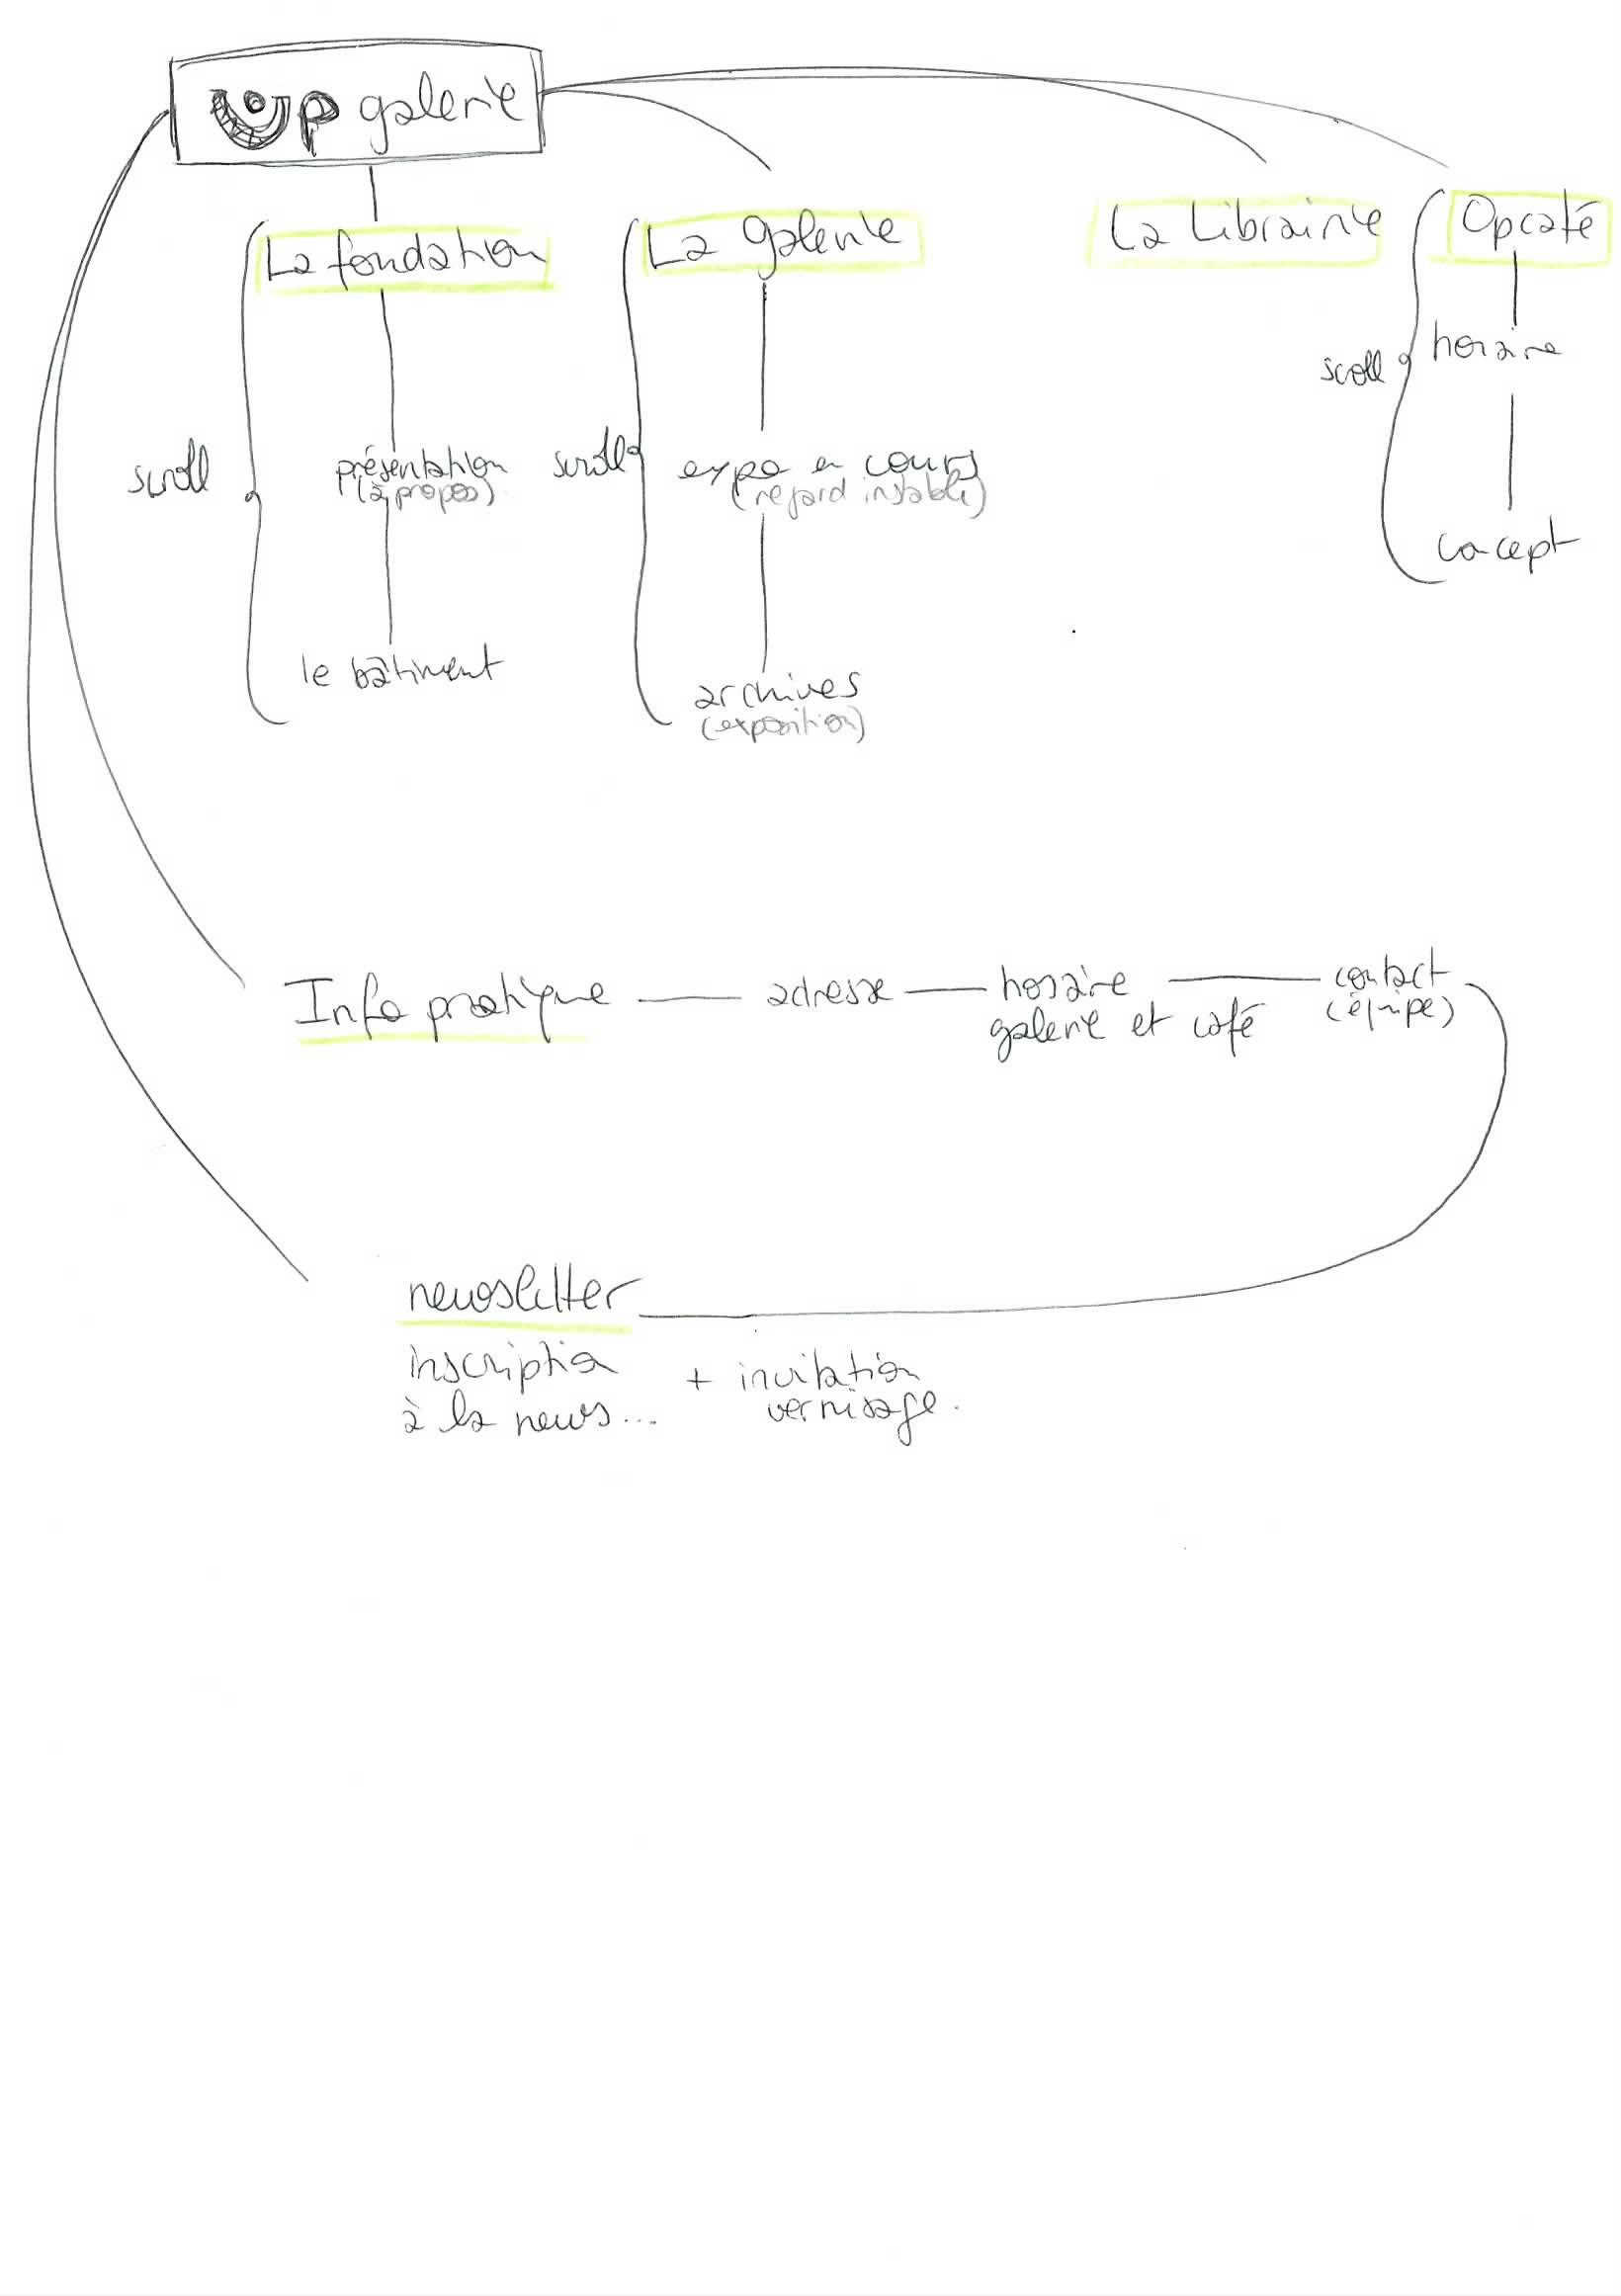 Op galerie
La fondation
scroll
présentation
(à propos)
le bâtiment
La Galerie
scroll
expo en cours
(regard instable)
archives
(exposition)
La Librairie
Opcafé
scroll
horaire
concept
Info pratique
adresse
horaire
galerie et café
contact
(équipe)
newsletter
inscription
à la news...
+ invitation
vernissage.